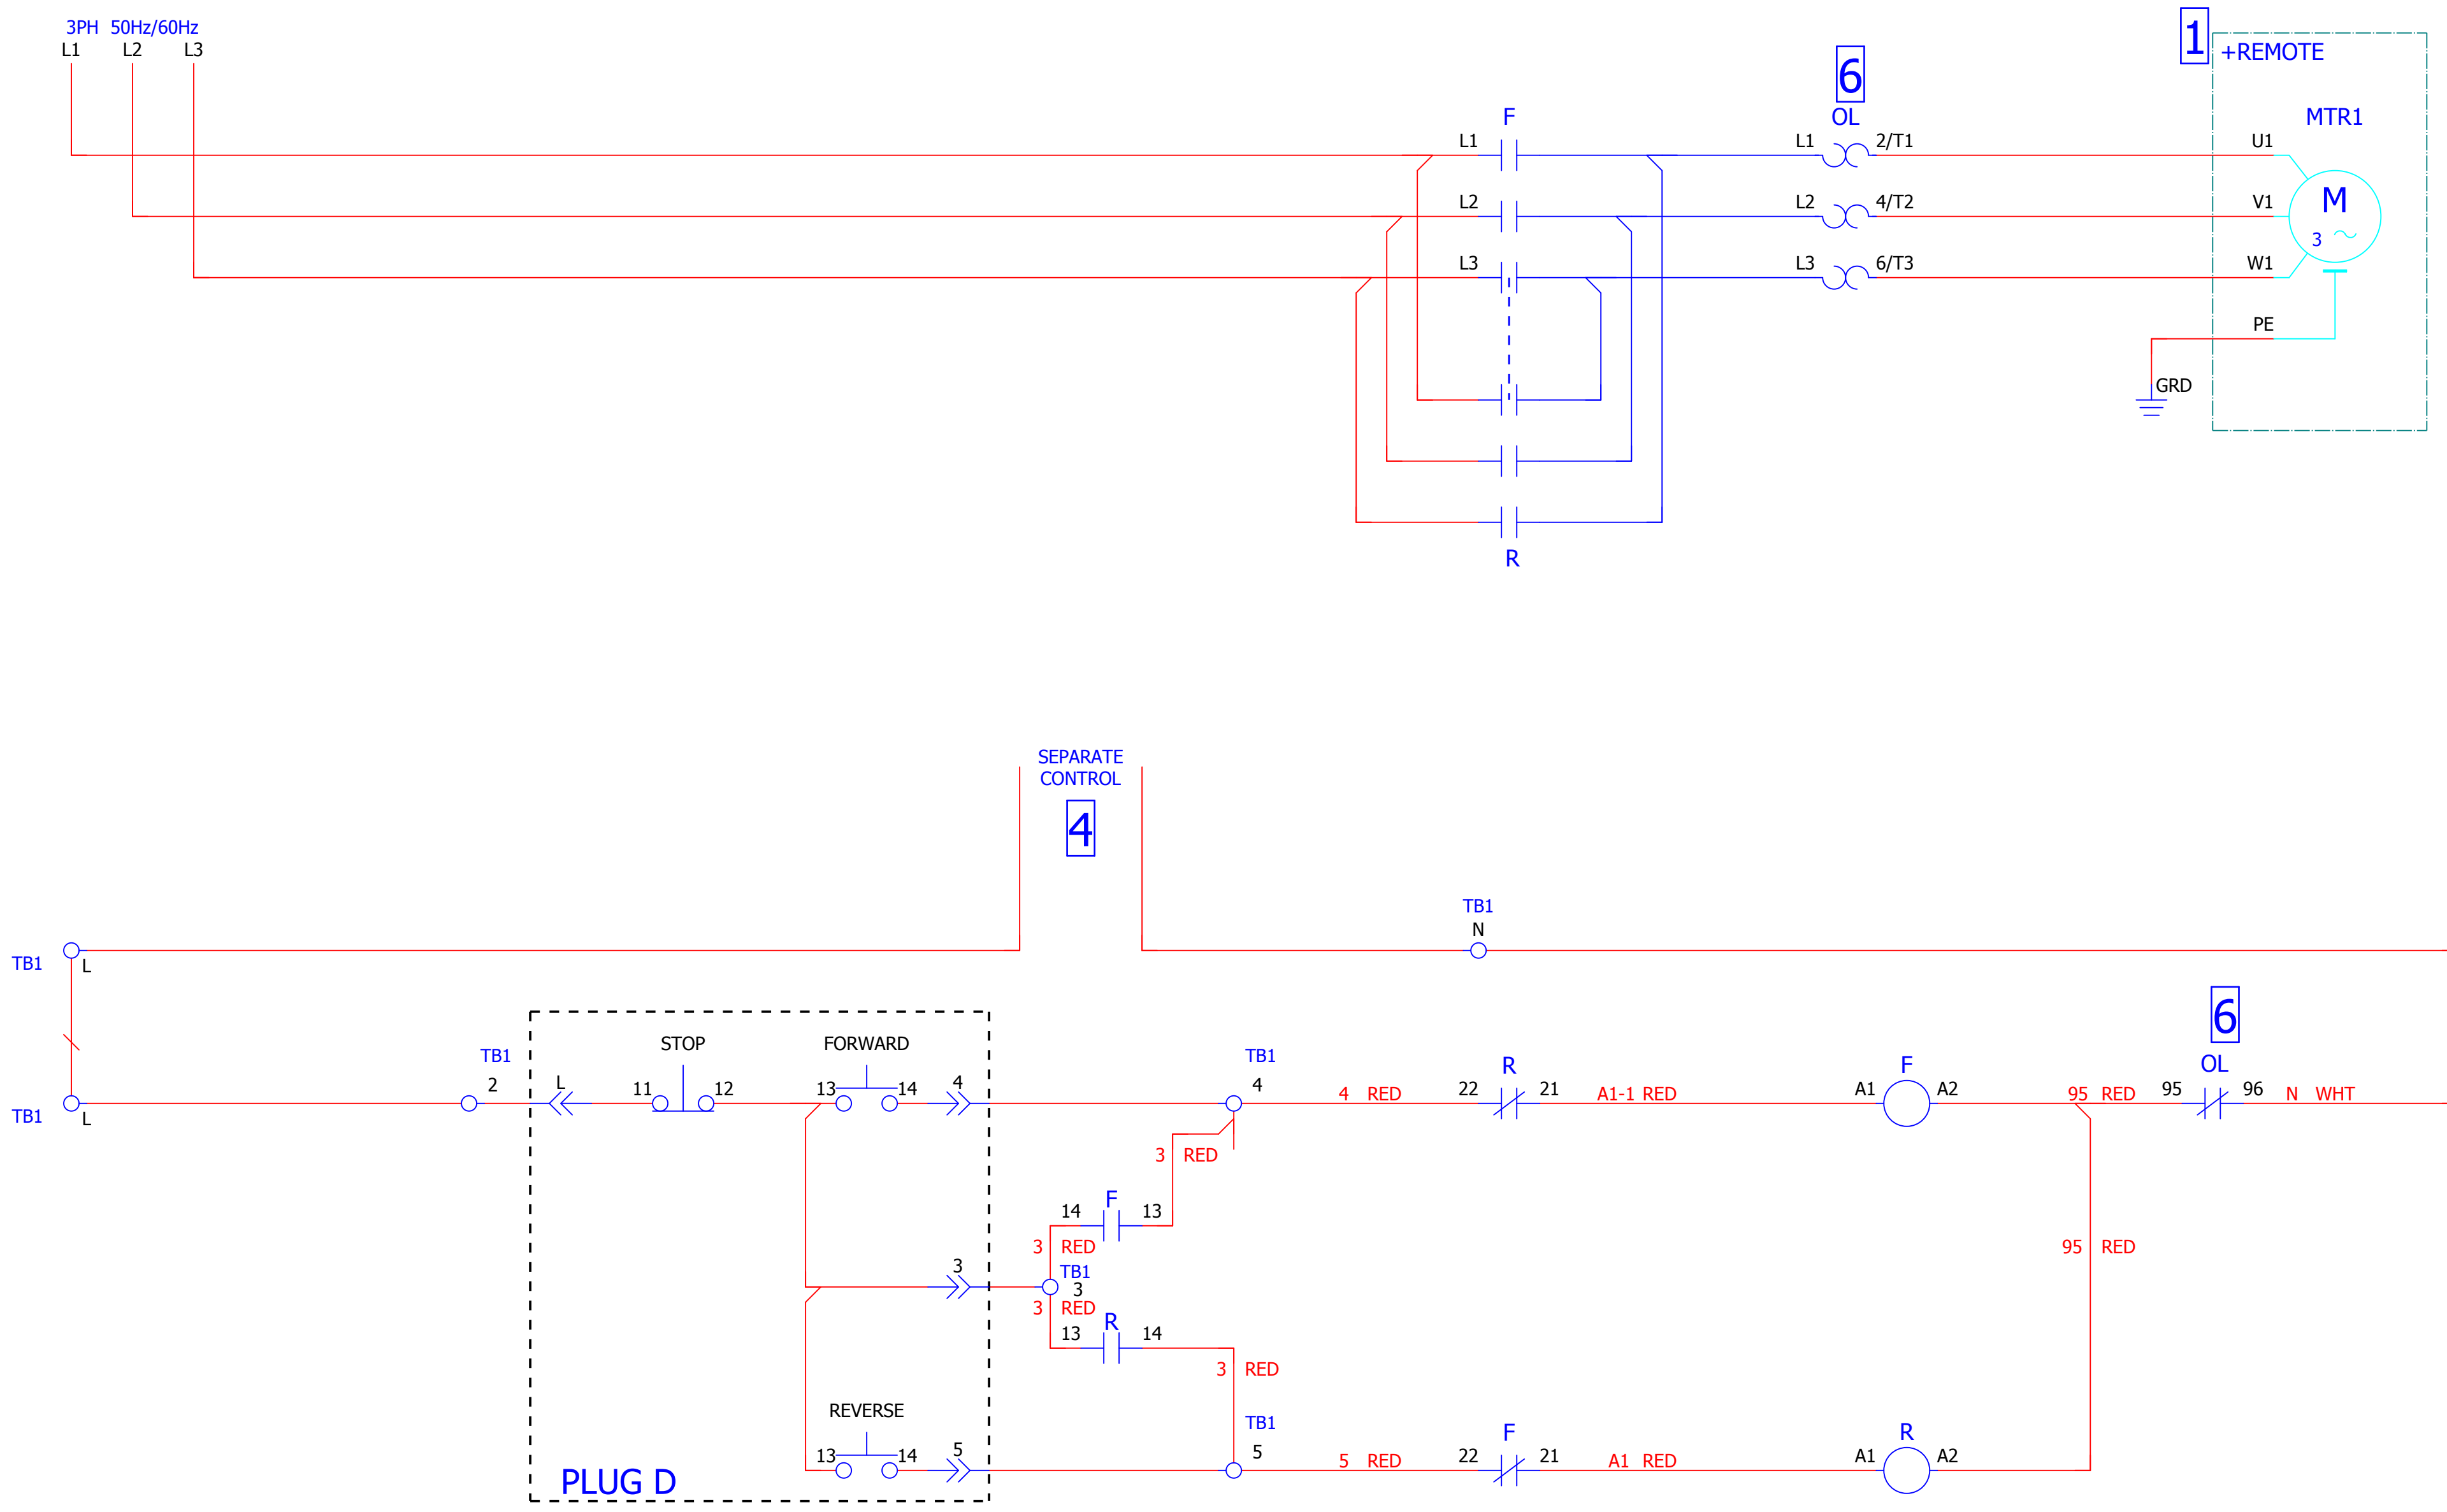 3PH 50Hz/60Hz
L1 L2 L3
1
+REMOTE
6
OL
F
MTR1
L1 L1 2/T1 U1
M
3
L2 L2 4/T2 V1
L3 L3 6/T3 W1
PE
GRD
R
SEPARATE
CONTROL
4
TB1
N
TB1 L
6
STOP FORWARD
TB1
2
L
11 12
13 14
4
TB1
4
4 RED
R
22 21
A1-1 RED
F
A1 A2
95 RED
OL
95 96
N WHT
TB1 L
3 RED
F
14 13
3 RED
95 RED
3
TB1
3
3 RED
R
13 14
3 RED
REVERSE
13 14
5
TB1
5
5 RED
F
22 21
A1 RED
R
A1 A2
PLUG D